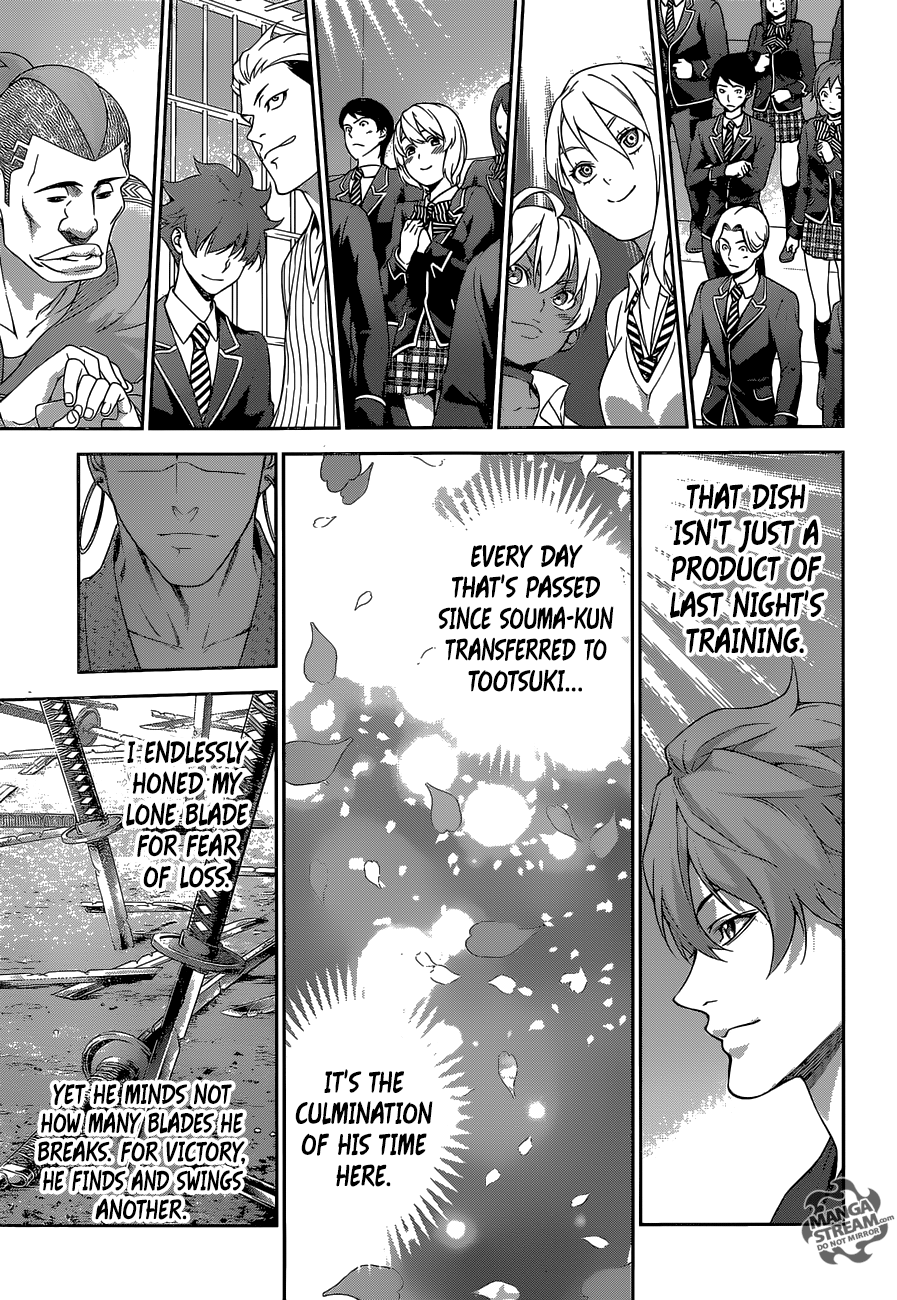 THAT DISH
ISN'T JUST A
PRODUCT OF
LAST NIGHT'S
TRAINING.
EVERY DAY
THAT'S PASSED
SINCE SOUMA-KUN
TRANSFERRED TO
TOOTSUKI...
IT'S THE
CULMINATION
OF HIS TIME
HERE.
I ENDLESSLY
HONED MY
LONE BLADE
FOR FEAR
OF LOSS.
YET HE MINDS NOT
HOW MANY BLADES HE
BREAKS. FOR VICTORY,
HE FINDS AND SWINGS
ANOTHER.
MANGA
STREAM.com
DO NOT MIRROR